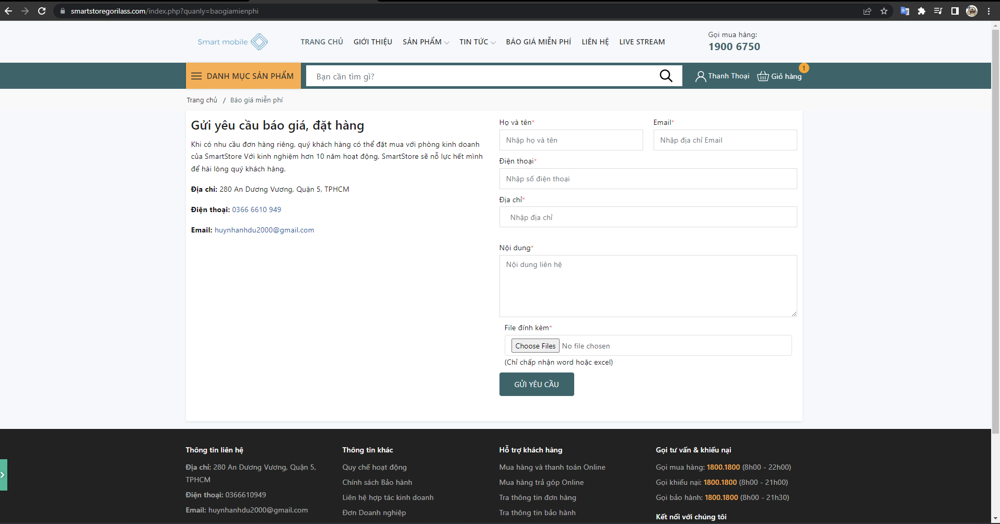 smartstoregorilass.com/index.php?quanly=baogiamienphi
Smart mobile
TRANG CHỦ GIỚI THIỆU SẢN PHẨM TIN TỨC BÁO GIÁ MIỄN PHÍ LIÊN HỆ LIVE STREAM
Gọi mua hàng:
1900 6750
DANH MỤC SẢN PHẨM
Bạn cần tìm gì?
Thanh Thoại
Giỏ hàng
1
Trang chủ / Báo giá miễn phí
Gửi yêu cầu báo giá, đặt hàng
Khi có nhu cầu đơn hàng riêng, quý khách hàng có thể đặt mua với phòng kinh doanh
của SmartStore Với kinh nghiệm hơn 10 năm hoạt động, SmartStore sẽ nỗ lực hết mình
để hài lòng quý khách hàng.
Địa chỉ: 280 An Dương Vương, Quận 5, TPHCM
Điện thoại: 0366 6610 949
Email: huynhanhdu2000@gmail.com
Họ và tên*
Nhập họ và tên
Email*
Nhập địa chỉ Email
Điện thoại*
Nhập số điện thoại
Địa chỉ*
Nhập địa chỉ
Nội dung*
Nội dung liên hệ
File đính kèm*
Choose Files No file chosen
(Chỉ chấp nhận word hoặc excel)
GỬI YÊU CẦU
Thông tin liên hệ
Địa chỉ: 280 An Dương Vương, Quận 5,
TPHCM
Điện thoại: 0366610949
Email: huynhanhdu2000@gmail.com
Thông tin khác
Quy chế hoạt động
Chính sách Bảo hành
Liên hệ hợp tác kinh doanh
Đơn Doanh nghiệp
Hỗ trợ khách hàng
Mua hàng và thanh toán Online
Mua hàng trả góp Online
Tra thông tin đơn hàng
Tra thông tin bảo hành
Gọi tư vấn & khiếu nại
Gọi mua hàng: 1800.1800 (8h00 - 22h00)
Gọi khiếu nại: 1800.1800 (8h00 - 21h00)
Gọi bảo hành: 1800.1800 (8h00 - 21h30)
Kết nối với chúng tôi